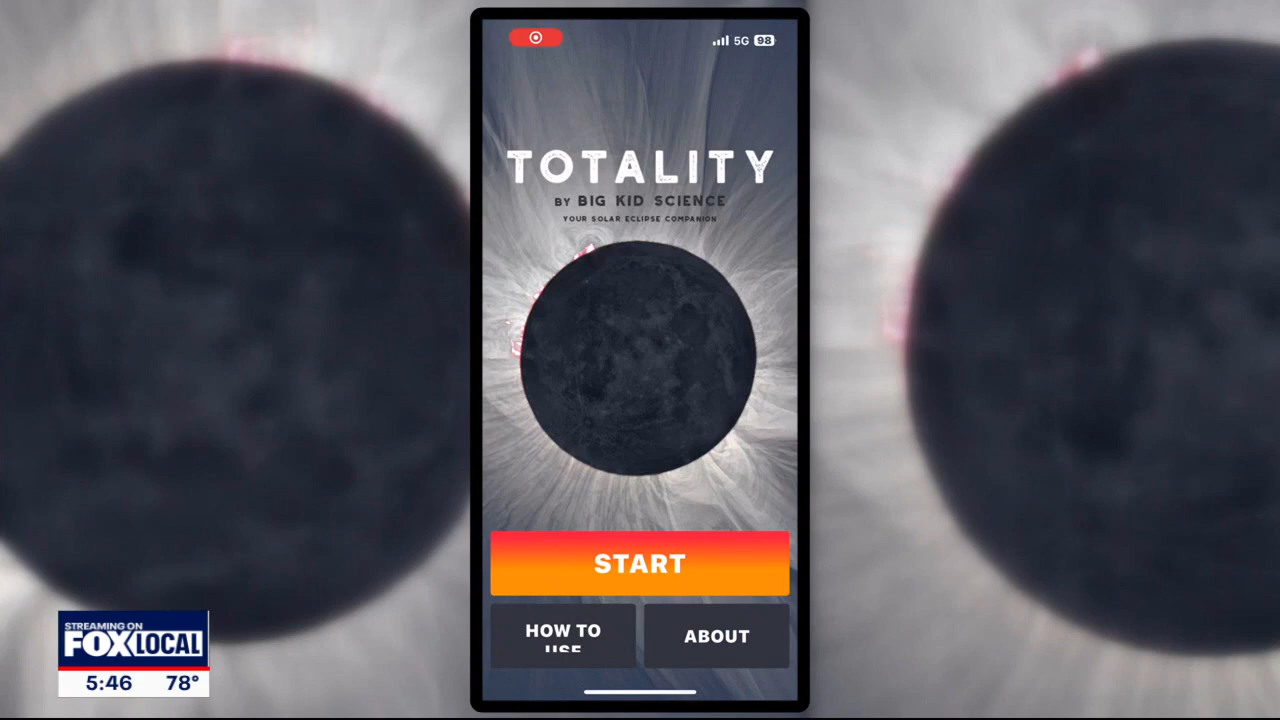 5G 98
TOTALITY
BY BIG KID SCIENCE
YOUR SOLAR ECLIPSE COMPANION
START
HOW TO
USE
ABOUT
STREAMING ON
FOX LOCAL
5:46 78°